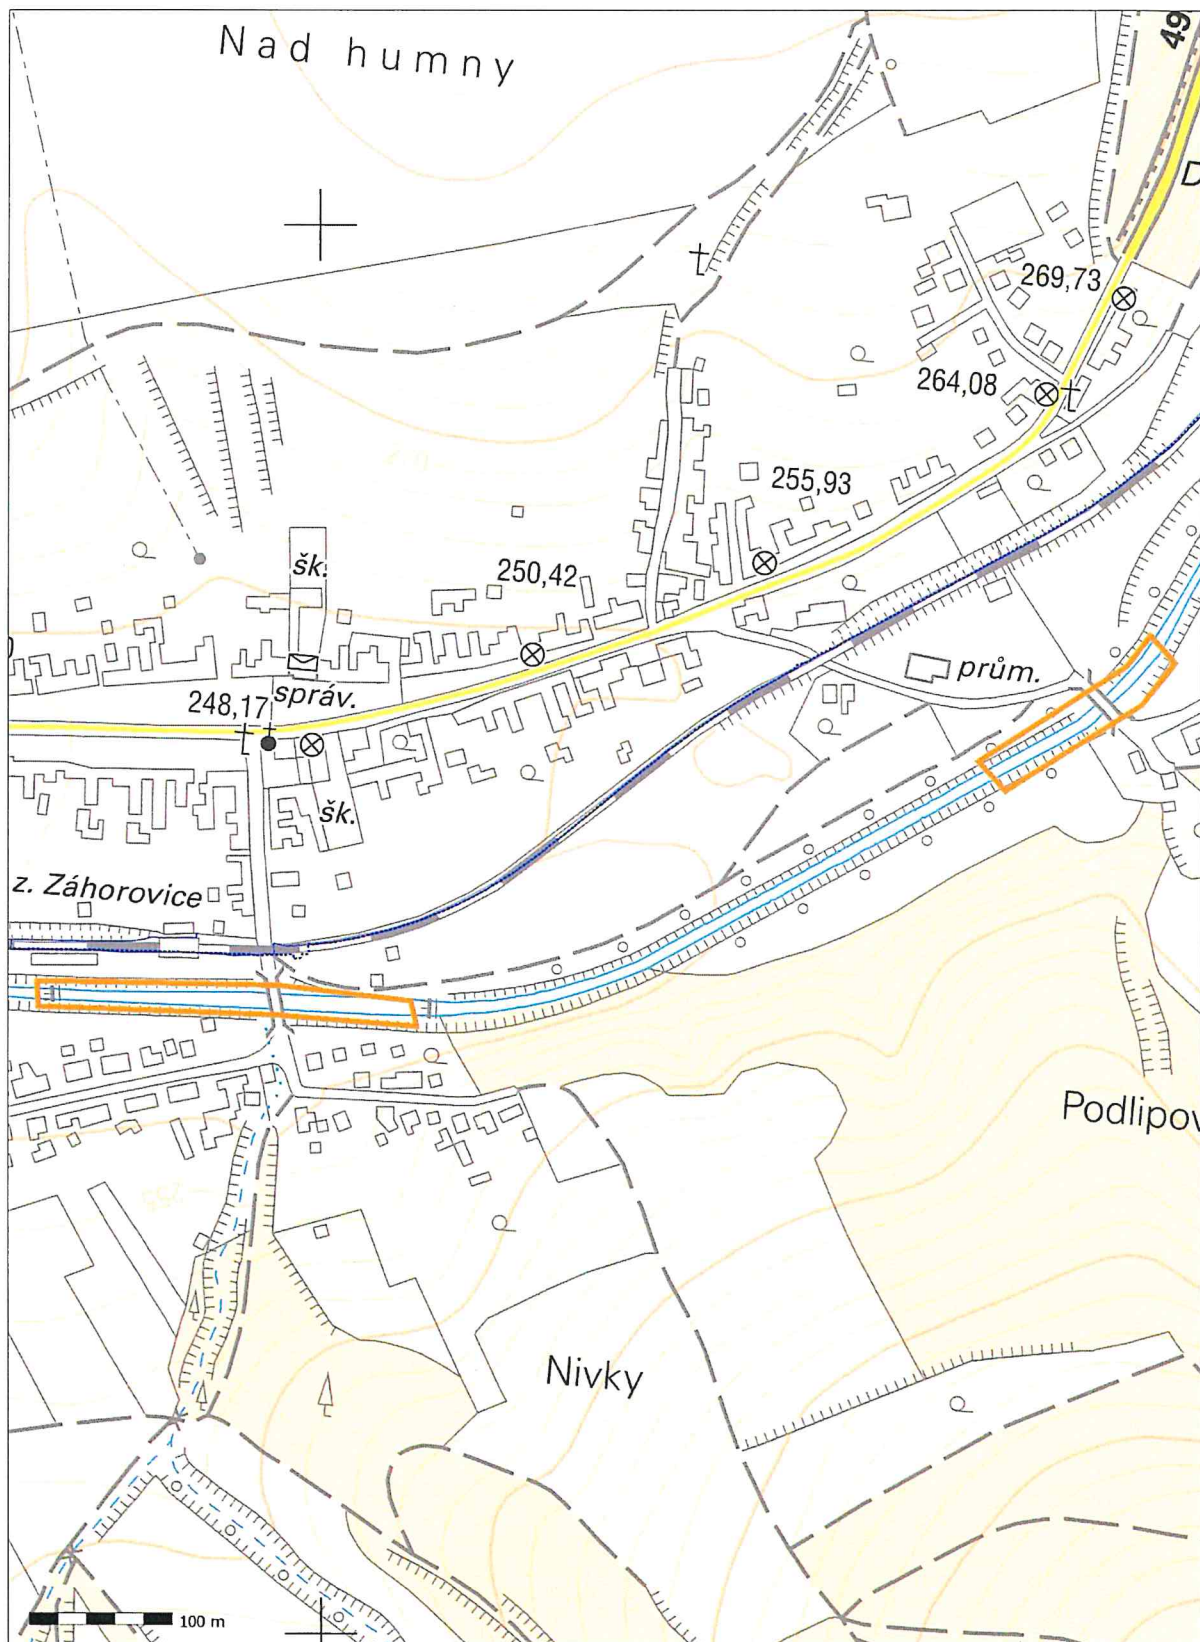 Nad humny
49
D
269,73
264,08
255,93
250,42
šk.
správ.
248,17
prům.
šk.
z. Záhorovice
Podlipov
Nivky
100 m